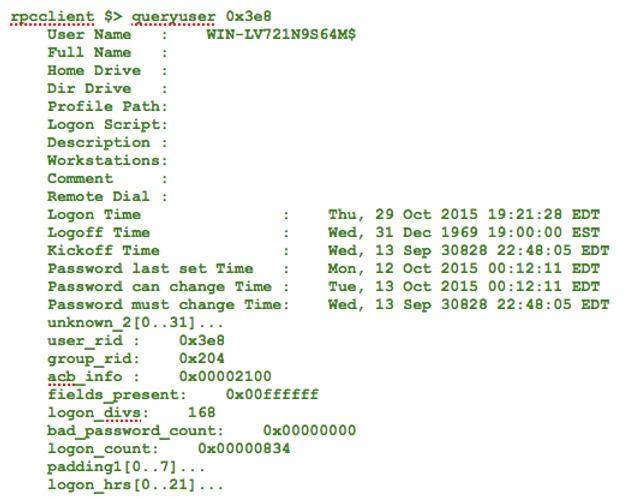 rpcclient $> queryuser 0x3e8
User Name : WIN-LV721N9S64M$
Full Name :
Home Drive :
Dir Drive :
Profile Path:
Logon Script:
Description :
Workstations:
Comment :
Remote Dial :
Logon Time : Thu, 29 Oct 2015 19:21:28 EDT
Logoff Time : Wed, 31 Dec 1969 19:00:00 EST
Kickoff Time : Wed, 13 Sep 30828 22:48:05 EDT
Password last set Time : Mon, 12 Oct 2015 00:12:11 EDT
Password can change Time : Tue, 13 Oct 2015 00:12:11 EDT
Password must change Time: Wed, 13 Sep 30828 22:48:05 EDT
unknown_2[0..31]...
user_rid : 0x3e8
group_rid: 0x204
acb_info : 0x00002100
fields_present: 0x00ffffff
logon_divs: 168
bad_password_count: 0x00000000
logon_count: 0x00000834
padding1[0..7]...
logon_hrs[0..21]...